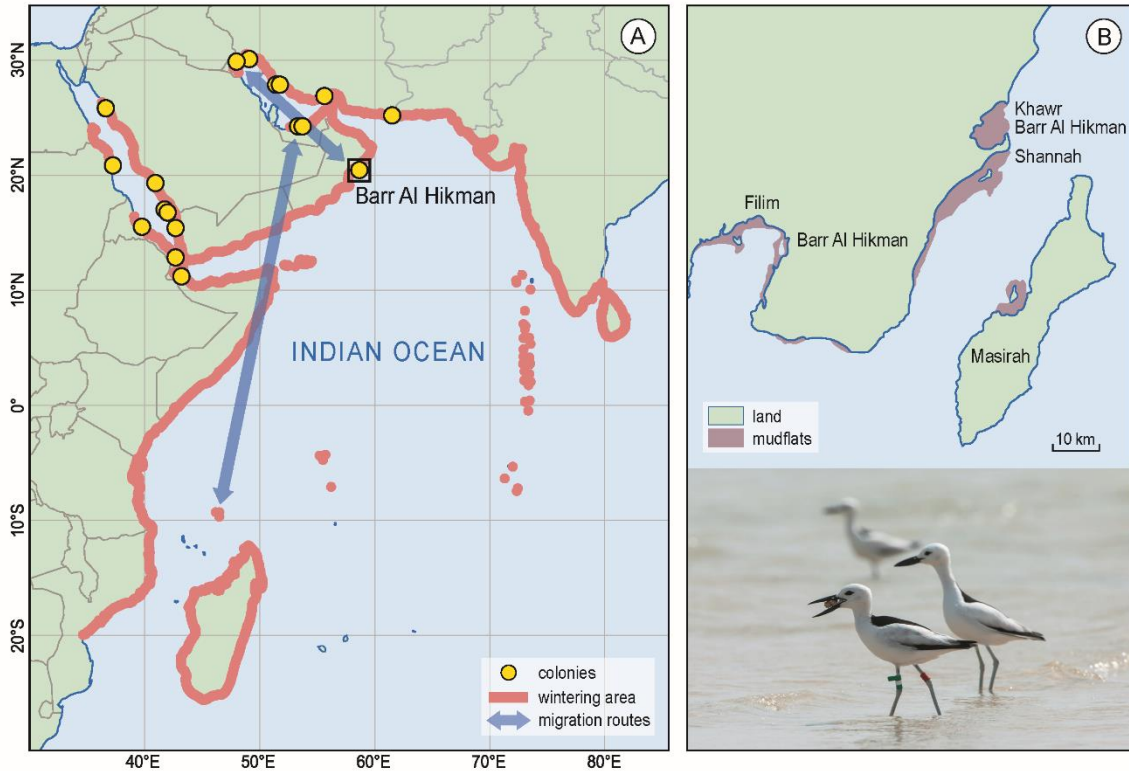 A
30°N
20°N
10°N
0°
10°S
20°S
40°E
50°E
60°E
70°E
80°E
Barr Al Hikman
INDIAN OCEAN
colonies
wintering area
migration routes
B
Khawr
Barr Al Hikman
Shannah
Filim
Barr Al Hikman
Masirah
land
mudflats
10 km